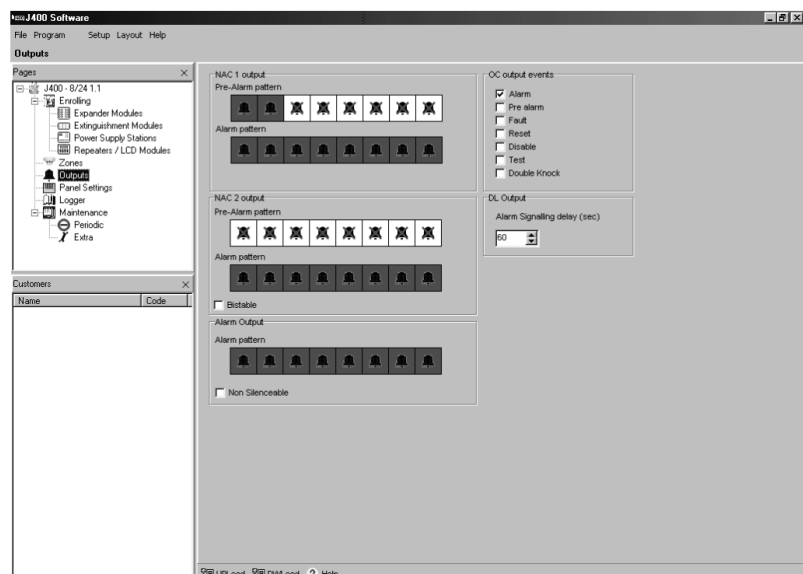 J400 Software
File Program Setup Layout Help
Outputs
Pages
J400 - 8/24 1.1
Enrolling
Expander Modules
Extinguishment Modules
Power Supply Stations
Repeaters / LCD Modules
Zones
Outputs
Panel Settings
Logger
Maintenance
Periodic
Extra
Customers
Name Code
NAC 1 output
Pre-Alarm pattern
Alarm pattern
NAC 2 output
Pre-Alarm pattern
Alarm pattern
Bistable
Alarm Output
Alarm pattern
Non Silenceable
OC output events
Alarm
Pre alarm
Fault
Reset
Disable
Test
Double Knock
DL Output
Alarm Signalling delay (sec)
60
Help